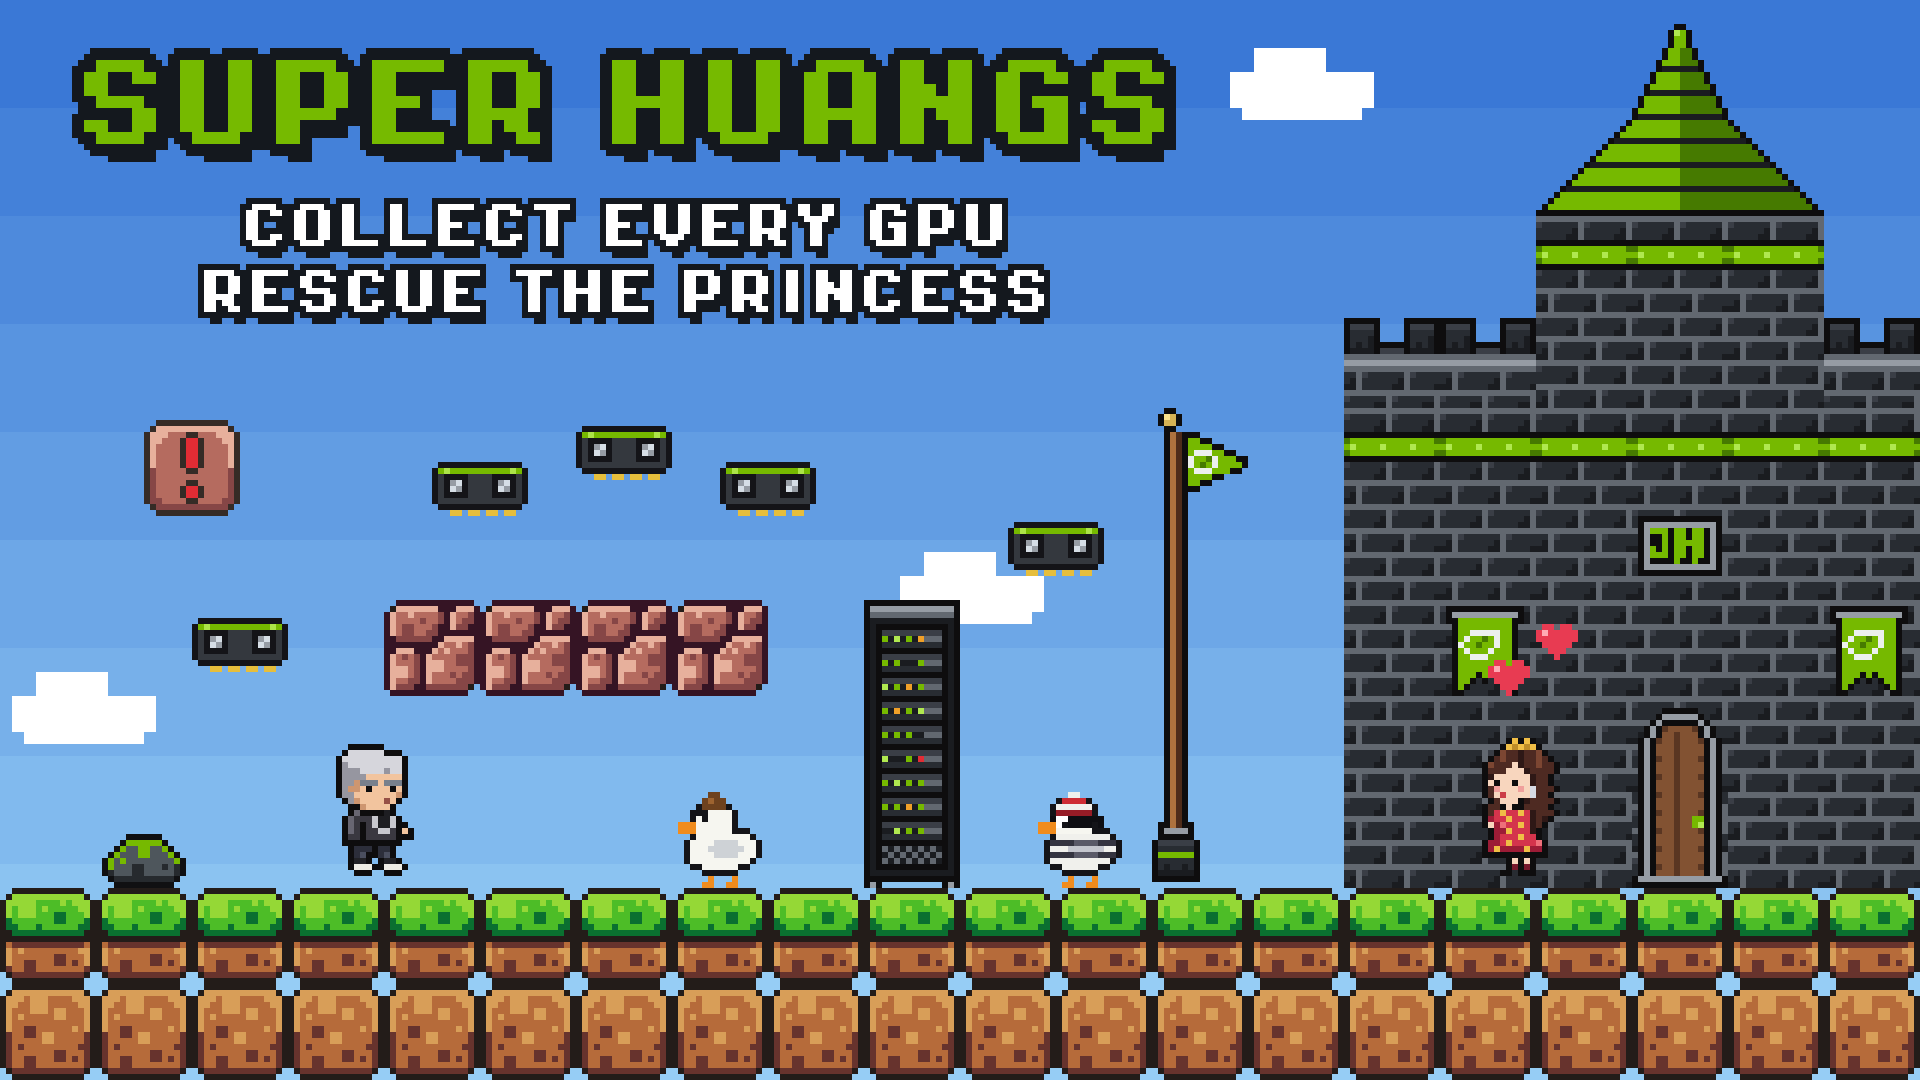 SUPER HUANGS
COLLECT EVERY GPU
RESCUE THE PRINCESS
!
JH